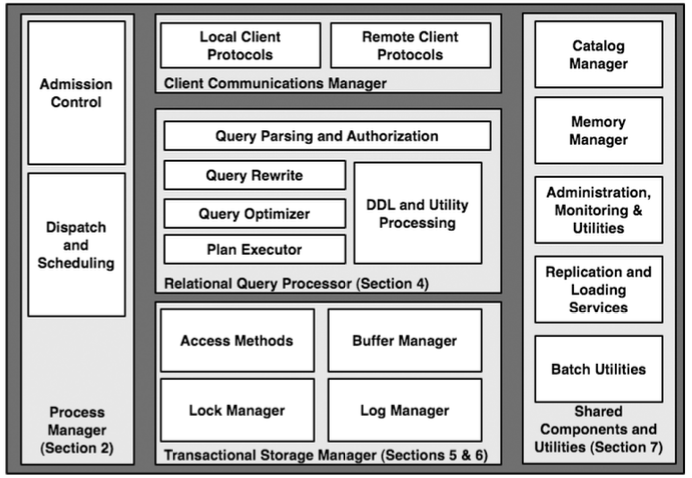 Admission
Control
Dispatch
and
Scheduling
Process
Manager
(Section 2)
Local Client
Protocols
Remote Client
Protocols
Client Communications Manager
Query Parsing and Authorization
Query Rewrite
Query Optimizer
Plan Executor
DDL and Utility
Processing
Relational Query Processor (Section 4)
Access Methods
Buffer Manager
Lock Manager
Log Manager
Transactional Storage Manager (Sections 5 & 6)
Catalog
Manager
Memory
Manager
Administration,
Monitoring &
Utilities
Replication and
Loading
Services
Batch Utilities
Shared
Components and
Utilities (Section 7)